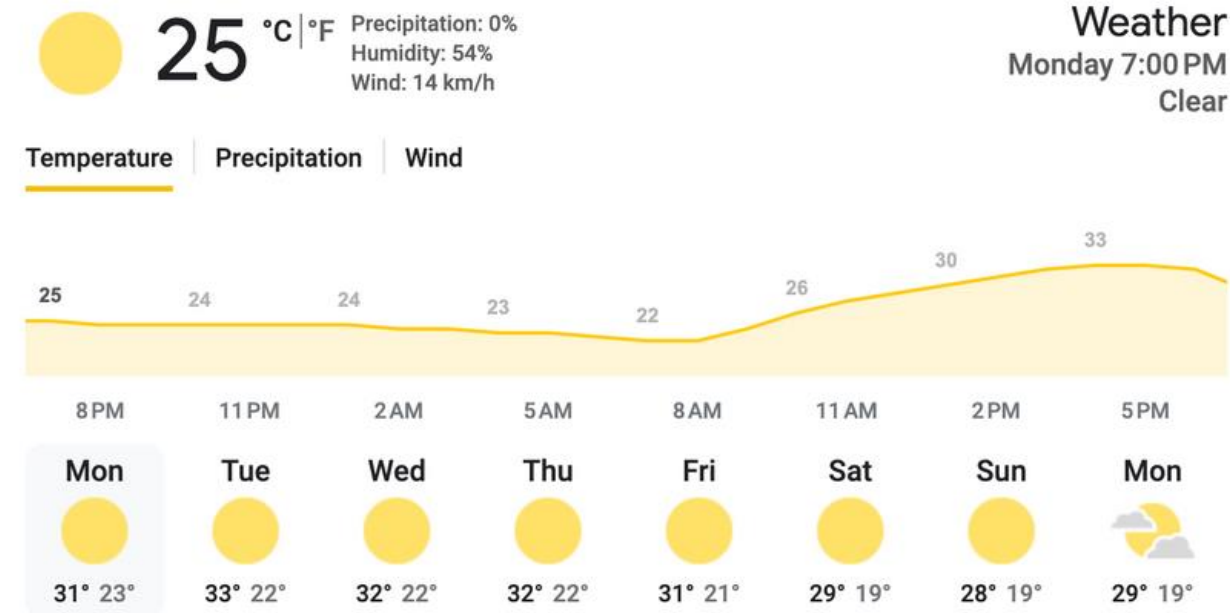 25 °C|°F
Precipitation: 0%
Humidity: 54%
Wind: 14 km/h
Weather
Monday 7:00 PM
Clear
Temperature Precipitation Wind
25 24 24 23 22 26 30 33
8 PM 11 PM 2 AM 5 AM 8 AM 11 AM 2 PM 5 PM
Mon Tue Wed Thu Fri Sat Sun Mon
31° 23° 33° 22° 32° 22° 32° 22° 31° 21° 29° 19° 28° 19° 29° 19°